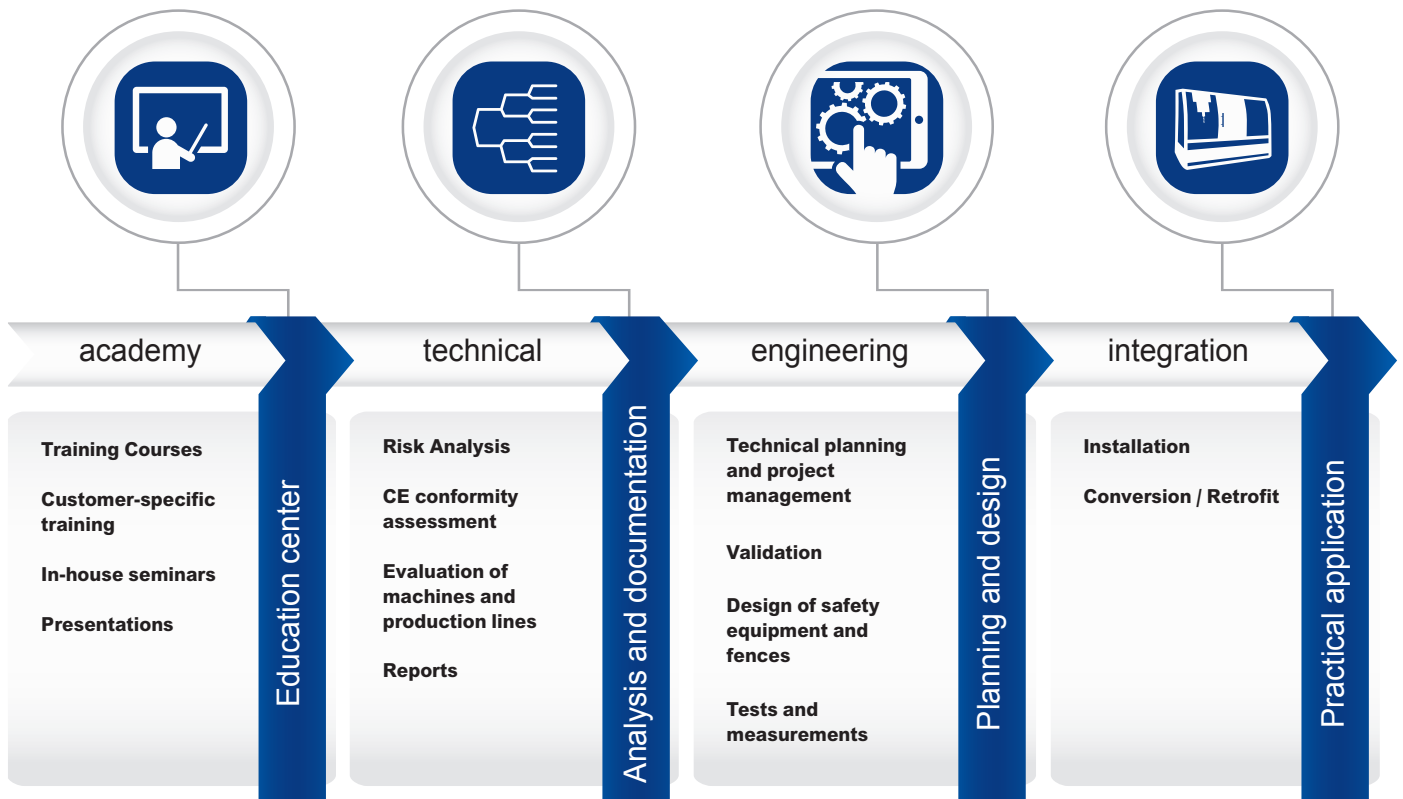 academy
technical
engineering
integration
Training Courses
Customer-specific
training
In-house seminars
Presentations
Education center
Risk Analysis
CE conformity
assessment
Evaluation of
machines and
production lines
Reports
Analysis and documentation
Technical planning
and project
management
Validation
Design of safety
equipment and
fences
Tests and
measurements
Planning and design
Installation
Conversion / Retrofit
Practical application